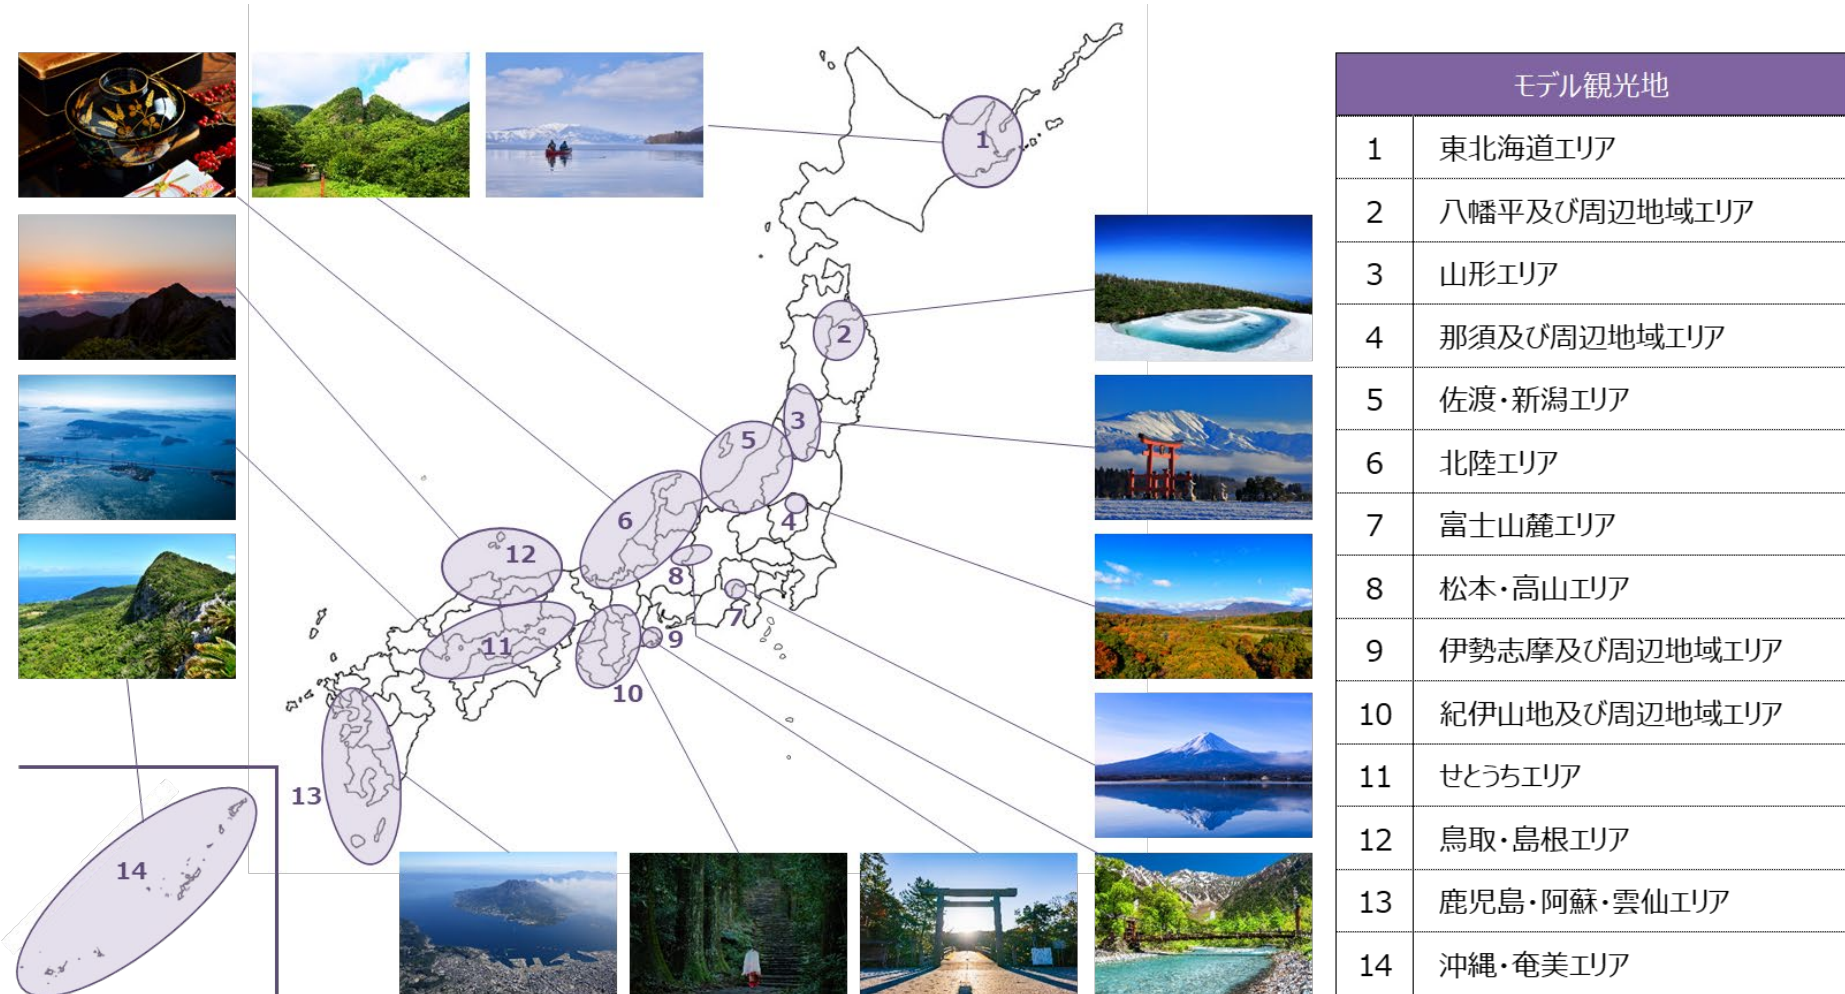 モデル観光地
1 東北海道エリア
2 八幡平及び周辺地域エリア
3 山形エリア
4 那須及び周辺地域エリア
5 佐渡・新潟エリア
6 北陸エリア
7 富士山麓エリア
8 松本・高山エリア
9 伊勢志摩及び周辺地域エリア
10 紀伊山地及び周辺地域エリア
11 せとうちエリア
12 鳥取・島根エリア
13 鹿児島・阿蘇・雲仙エリア
14 沖縄・奄美エリア
1
2
3
5
4
6
12
8
7
9
11
10
13
14